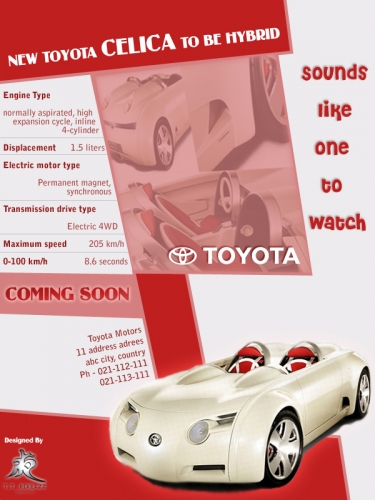 NEW TOYOTA CELICA TO BE HYBRID
sounds
like
one
to
watch
Engine Type
normally aspirated, high
expansion cycle, inline
4-cylinder
Displacement 1.5 liters
Electric motor type
Permanent magnet,
synchronous
Transmission drive type
Electric 4WD
Maximum speed 205 km/h
0-100 km/h 8.6 seconds
TOYOTA
COMING SOON
Toyota Motors
11 address adrees
abc city, country
Ph - 021-112-111
021-113-111
Designed By